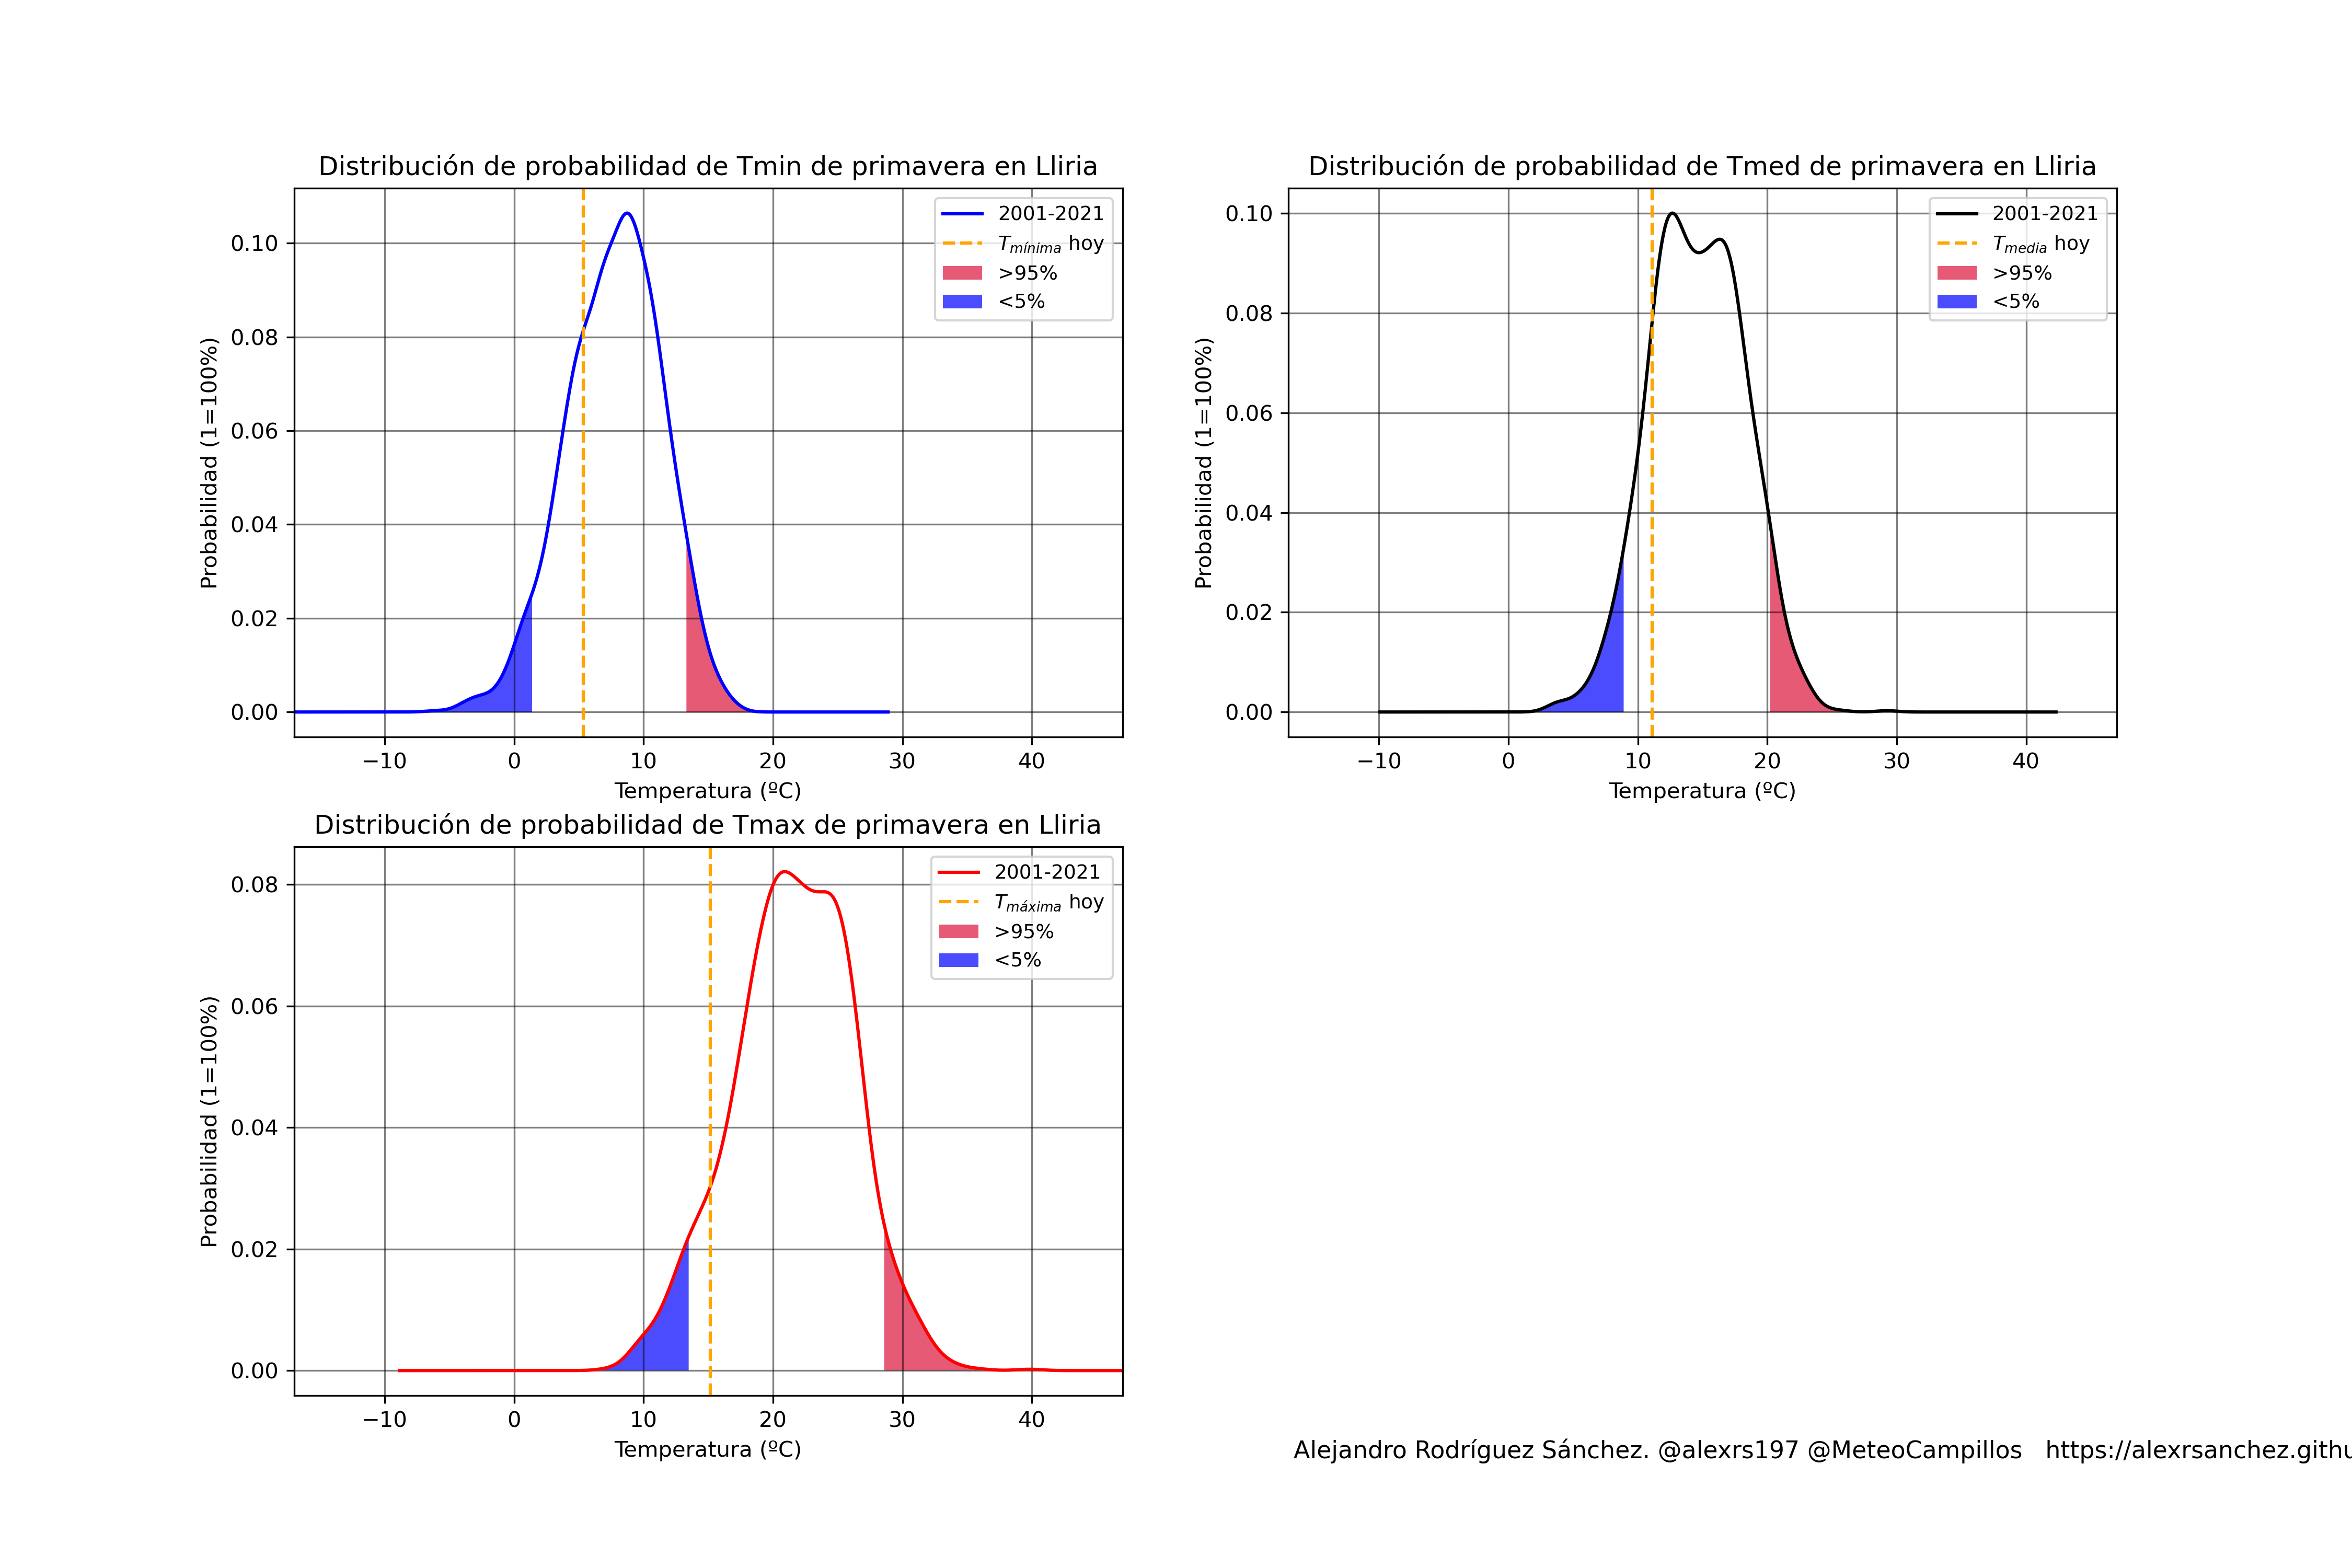 Distribución de probabilidad de Tmin de primavera en Lliria
Probabilidad (1=100%)
0.10
0.08
0.06
0.04
0.02
0.00
−10 0 10 20 30 40
Temperatura (ºC)
2001-2021
Tmínima hoy
>95%
<5%
Distribución de probabilidad de Tmed de primavera en Lliria
Probabilidad (1=100%)
0.10
0.08
0.06
0.04
0.02
0.00
−10 0 10 20 30 40
Temperatura (ºC)
2001-2021
Tmedia hoy
>95%
<5%
Distribución de probabilidad de Tmax de primavera en Lliria
Probabilidad (1=100%)
0.08
0.06
0.04
0.02
0.00
−10 0 10 20 30 40
Temperatura (ºC)
2001-2021
Tmáxima hoy
>95%
<5%
Alejandro Rodríguez Sánchez. @alexrs197 @MeteoCampillos https://alexrsanchez.githu